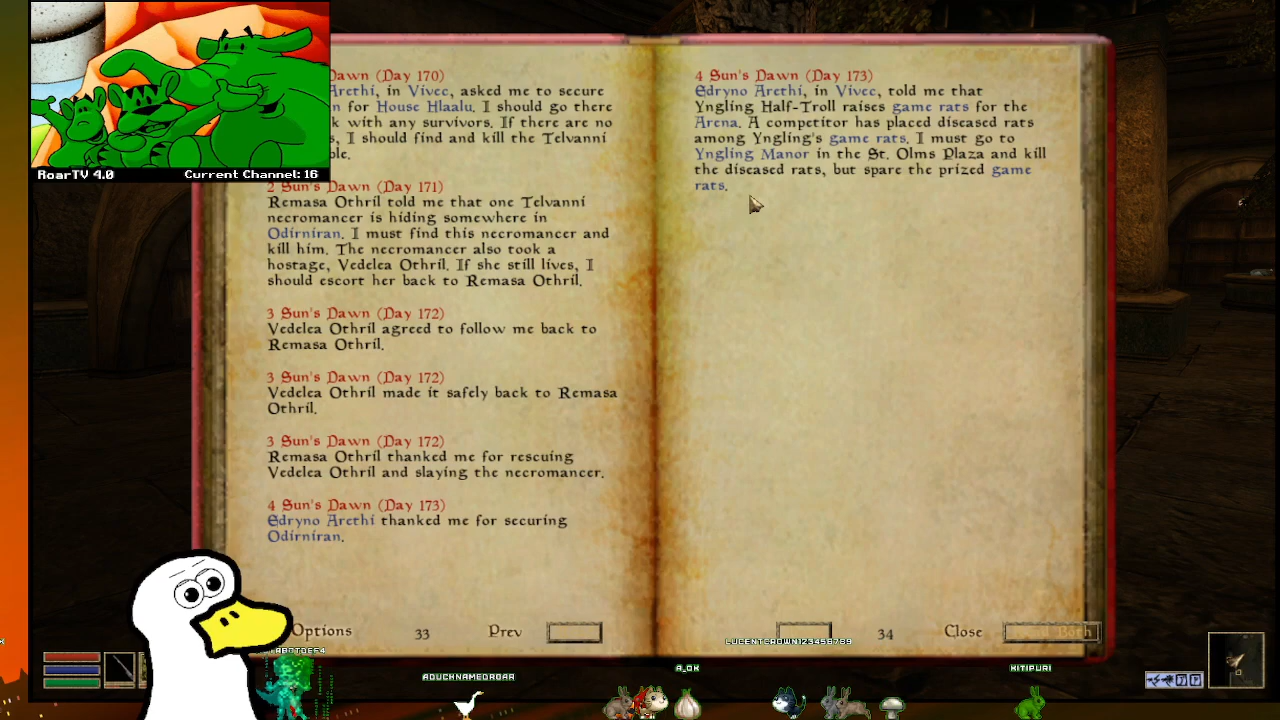 RoarTV 4.0
Current Channel: 16
Dawn (Day 170)
Arethi, in Vivec, asked me to secure
n for House Hlaalu. I should go there
k with any survivors. If there are no
s, I should find and kill the Telvanni
ble.
2 Sun's Dawn (Day 171)
Remasa Othril told me that one Telvanni
necromancer is hiding somewhere in
Odirniran. I must find this necromancer and
kill him. The necromancer also took a
hostage, Vedelea Othril. If she still lives, I
should escort her back to Remasa Othril.
3 Sun's Dawn (Day 172)
Vedelea Othril agreed to follow me back to
Remasa Othril.
3 Sun's Dawn (Day 172)
Vedelea Othril made it safely back to Remasa
Othril.
3 Sun's Dawn (Day 172)
Remasa Othril thanked me for rescuing
Vedelea Othril and slaying the necromancer.
4 Sun's Dawn (Day 173)
Edryno Arethi thanked me for securing
Odirniran.
4 Sun's Dawn (Day 173)
Edryno Arethi, in Vivec, told me that
Yngling Half-Troll raises game rats for the
Arena. A competitor has placed diseased rats
among Yngling's game rats. I must go to
Yngling Manor in the St. Olms Plaza and kill
the diseased rats, but spare the prized game
rats.
Options
33
Prev
34
Close
Both
ADUCKNAMEDROAR
A_OK
KITIPURI